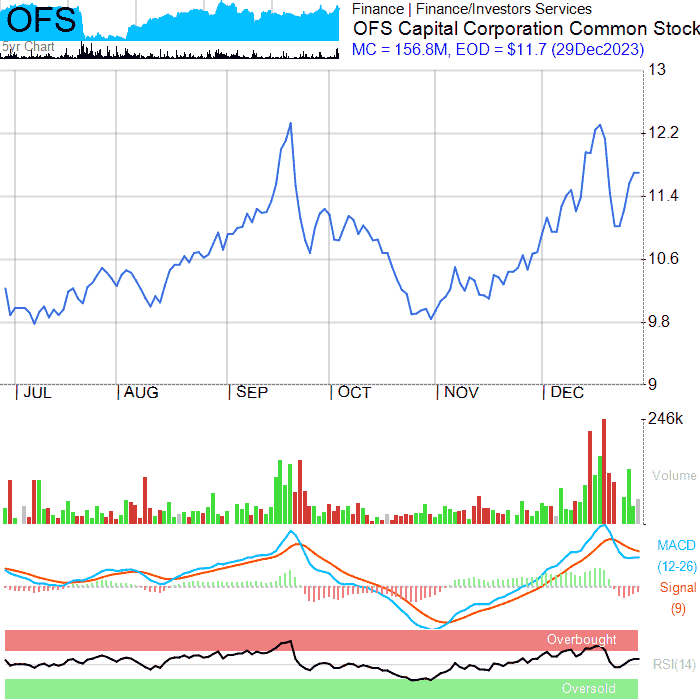 OFS
5yr Chart
Finance | Finance/Investors Services
OFS Capital Corporation Common Stock
MC = 156.8M, EOD = $11.7 (29Dec2023)
13
12.2
11.4
10.6
9.8
9
JUL AUG SEP OCT NOV DEC
246k
Volume
MACD
(12-26)
Signal
(9)
Overbought
RSI(14)
Oversold